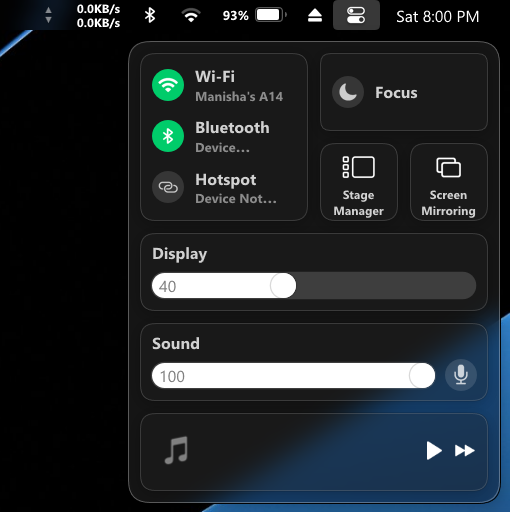 0.0KB/s
0.0KB/s
93%
Sat 8:00 PM
Wi-Fi
Manisha's A14
Bluetooth
Device...
Hotspot
Device Not...
Focus
Stage
Manager
Screen
Mirroring
Display
40
Sound
100